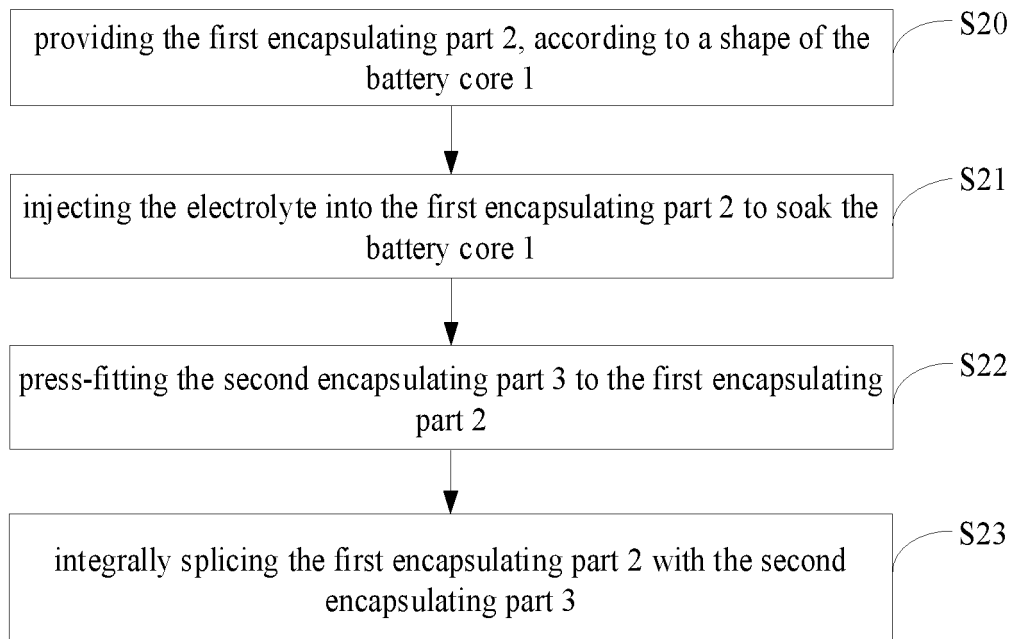 providing the first encapsulating part 2, according to a shape of the
battery core 1
S20
injecting the electrolyte into the first encapsulating part 2 to soak the
battery core 1
S21
press-fitting the second encapsulating part 3 to the first encapsulating
part 2
S22
integrally splicing the first encapsulating part 2 with the second
encapsulating part 3
S23